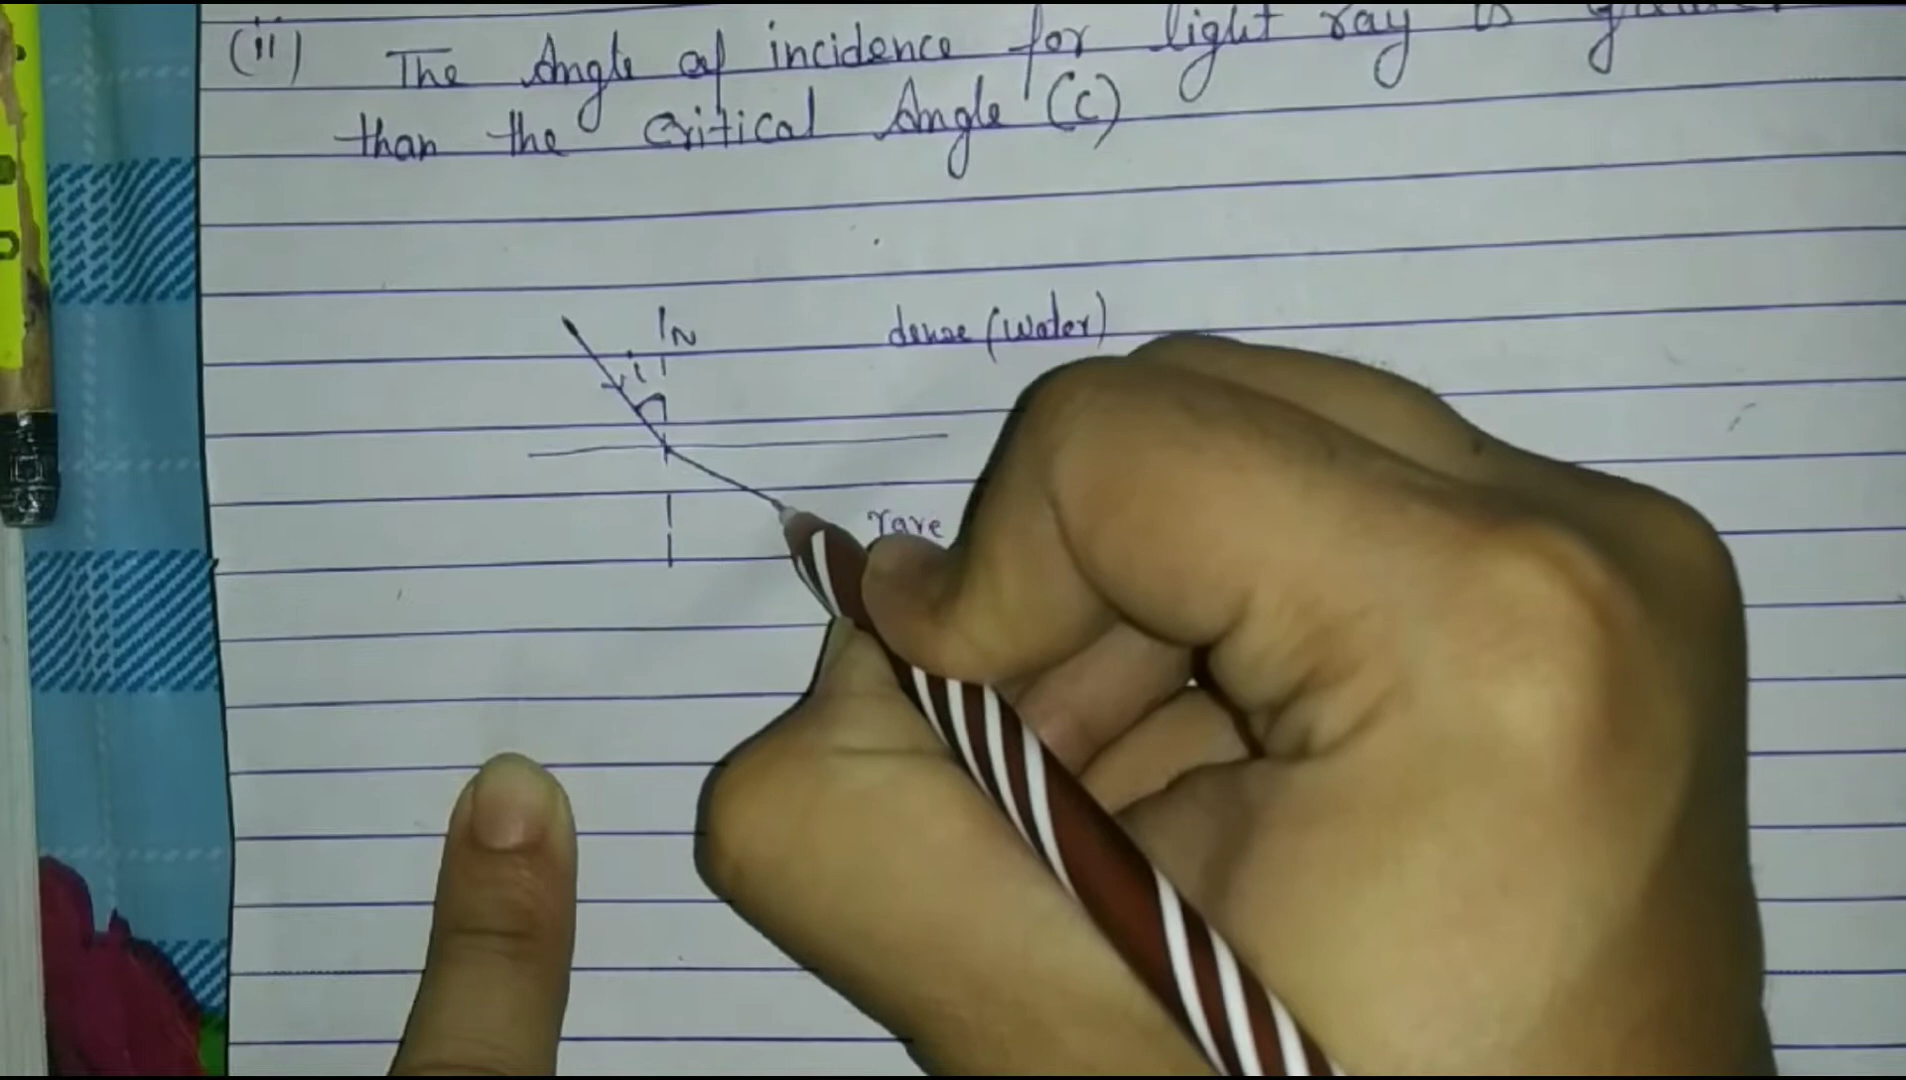 (ii) The Angle of incidence for light ray is
than the Critical Angle (C)
N dense (Water)
i
rare